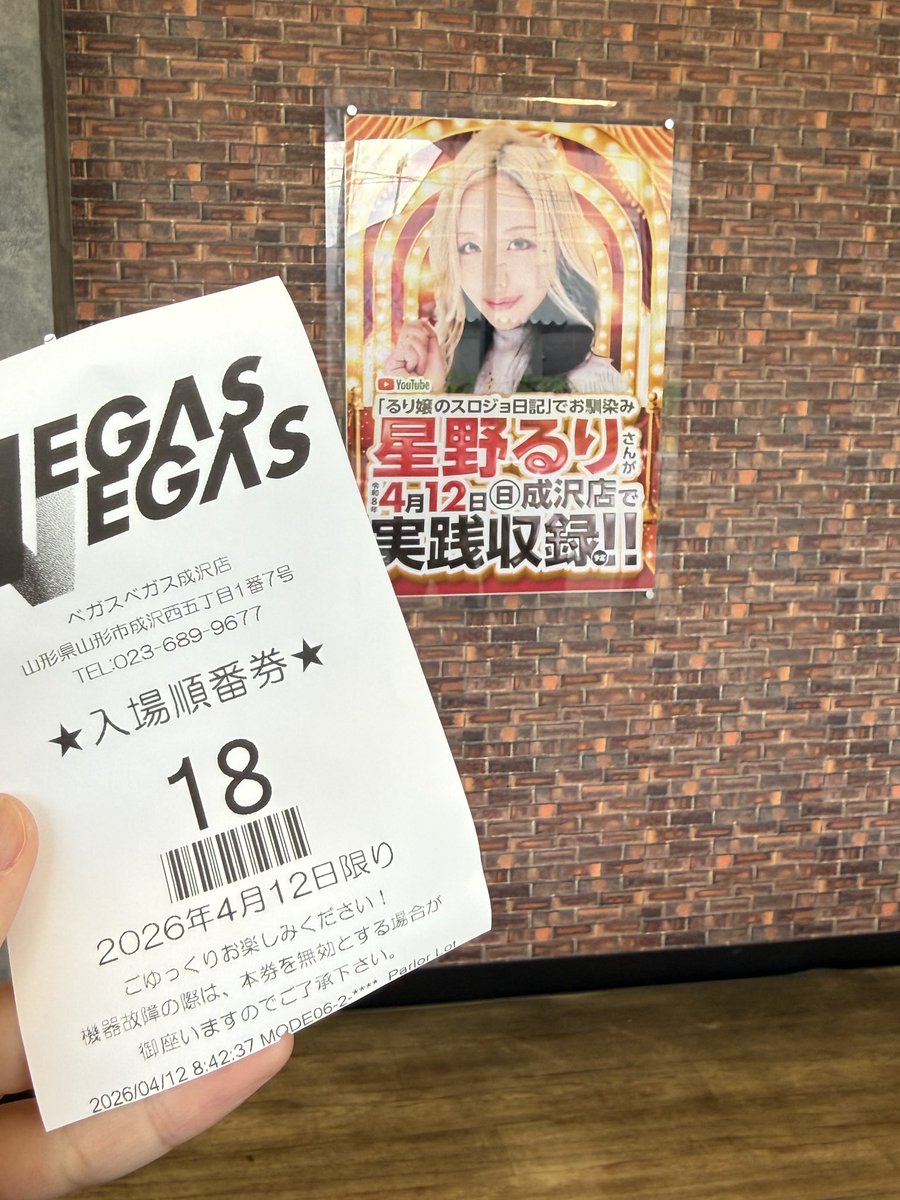 VEGAS
VEGAS
ベガスベガス成沢店
山形県山形市成沢西五丁目1番7号
TEL:023-689-9677
★入場順番券★
18
2026年4月12日限り
ごゆっくりお楽しみください!
機器故障の際は、本券を無効とする場合が
御座いますのでご了承下さい。
2026/04/12 8:42:37 MODE06-2-**** Parlor Lot
YouTube
「るり嬢のスロジョ日記」でお馴染み
星野るりさんが
令和8年4月12日(日)成沢店で
実践収録!!
予定